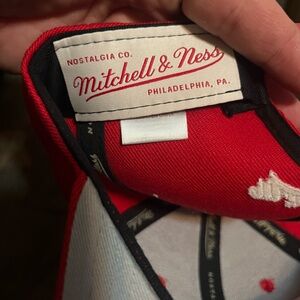 NOSTALGIA CO.
Mitchell & Ness
PHILADELPHIA, PA.